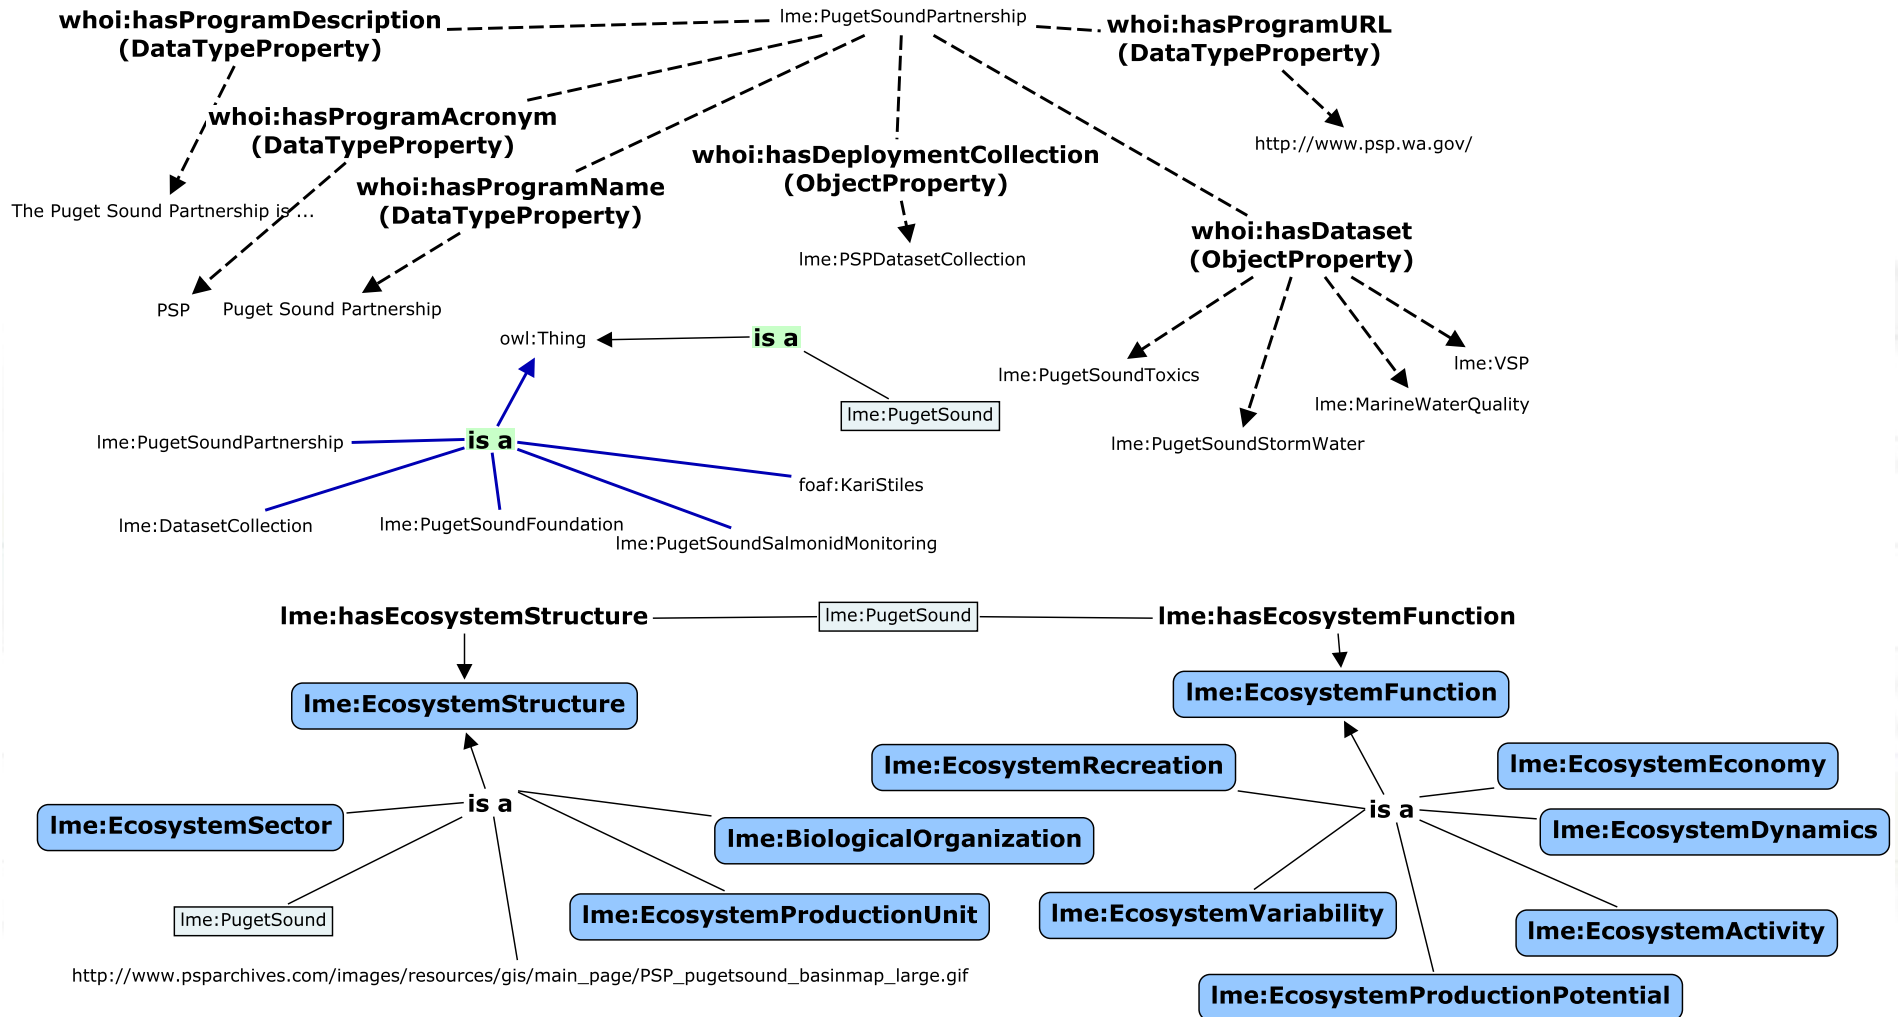 whoi:hasProgramDescription
(DataTypeProperty)
lme:PugetSoundPartnership
whoi:hasProgramURL
(DataTypeProperty)
whoi:hasProgramAcronym
(DataTypeProperty)
http://www.psp.wa.gov/
whoi:hasDeploymentCollection
(ObjectProperty)
whoi:hasProgramName
(DataTypeProperty)
The Puget Sound Partnership is ...
whoi:hasDataset
(ObjectProperty)
lme:PSPDatasetCollection
PSP
Puget Sound Partnership
owl:Thing
is a
lme:PugetSoundToxics
lme:VSP
lme:MarineWaterQuality
lme:PugetSoundStormWater
lme:PugetSound
lme:PugetSoundPartnership
is a
foaf:KariStiles
lme:DatasetCollection
lme:PugetSoundFoundation
lme:PugetSoundSalmonidMonitoring
lme:hasEcosystemStructure
lme:PugetSound
lme:hasEcosystemFunction
lme:EcosystemStructure
lme:EcosystemFunction
lme:EcosystemRecreation
lme:EcosystemEconomy
is a
is a
lme:EcosystemSector
lme:BiologicalOrganization
lme:EcosystemDynamics
lme:PugetSound
lme:EcosystemProductionUnit
lme:EcosystemVariability
lme:EcosystemActivity
http://www.psparchives.com/images/resources/gis/main_page/PSP_pugetsound_basinmap_large.gif
lme:EcosystemProductionPotential